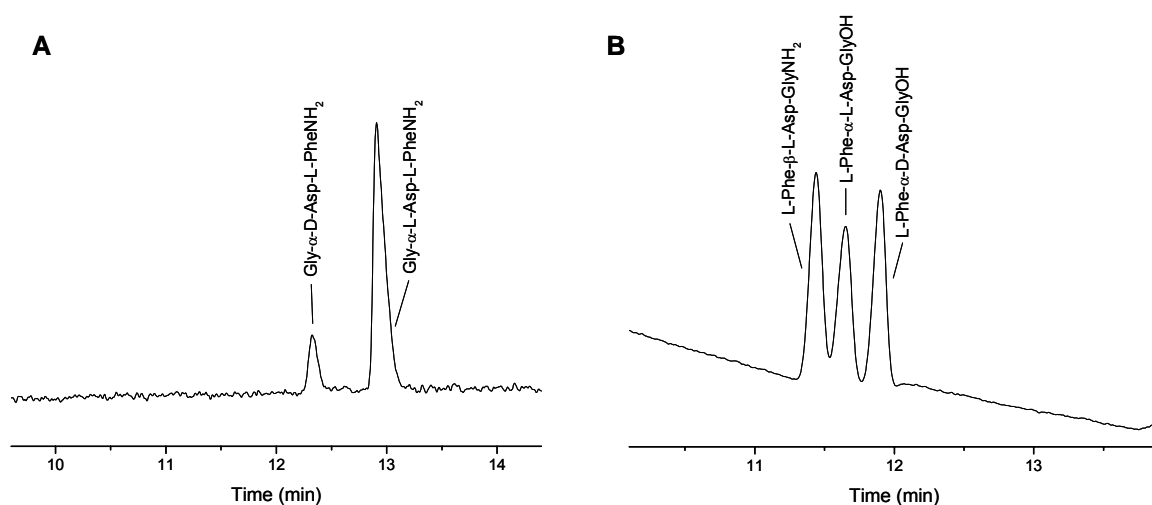 A
Gly-α-D-Asp-L-PheNH₂
Gly-α-L-Asp-L-PheNH₂
10 11 12 13 14
Time (min)
B
L-Phe-β-L-Asp-GlyNH₂
L-Phe-α-L-Asp-GlyOH
L-Phe-α-D-Asp-GlyOH
11 12 13
Time (min)